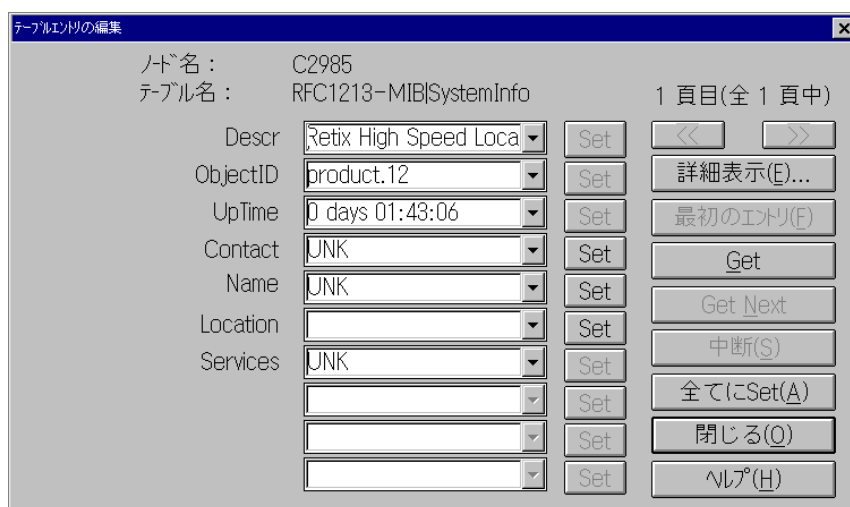 テーブルエントリの編集
ノード名： C2985
テーブル名： RFC1213-MIB|SystemInfo
1 頁目(全 1 頁中)
Descr Retix High Speed Loca Set << >>
ObjectID product.12 Set 詳細表示(E)...
UpTime 0 days 01:43:06 Set 最初のエントリ(F)
Contact UNK Set Get
Name UNK Set Get Next
Location Set 中断(S)
Services UNK Set
Set 全てにSet(A)
Set 閉じる(O)
Set ヘルプ(H)